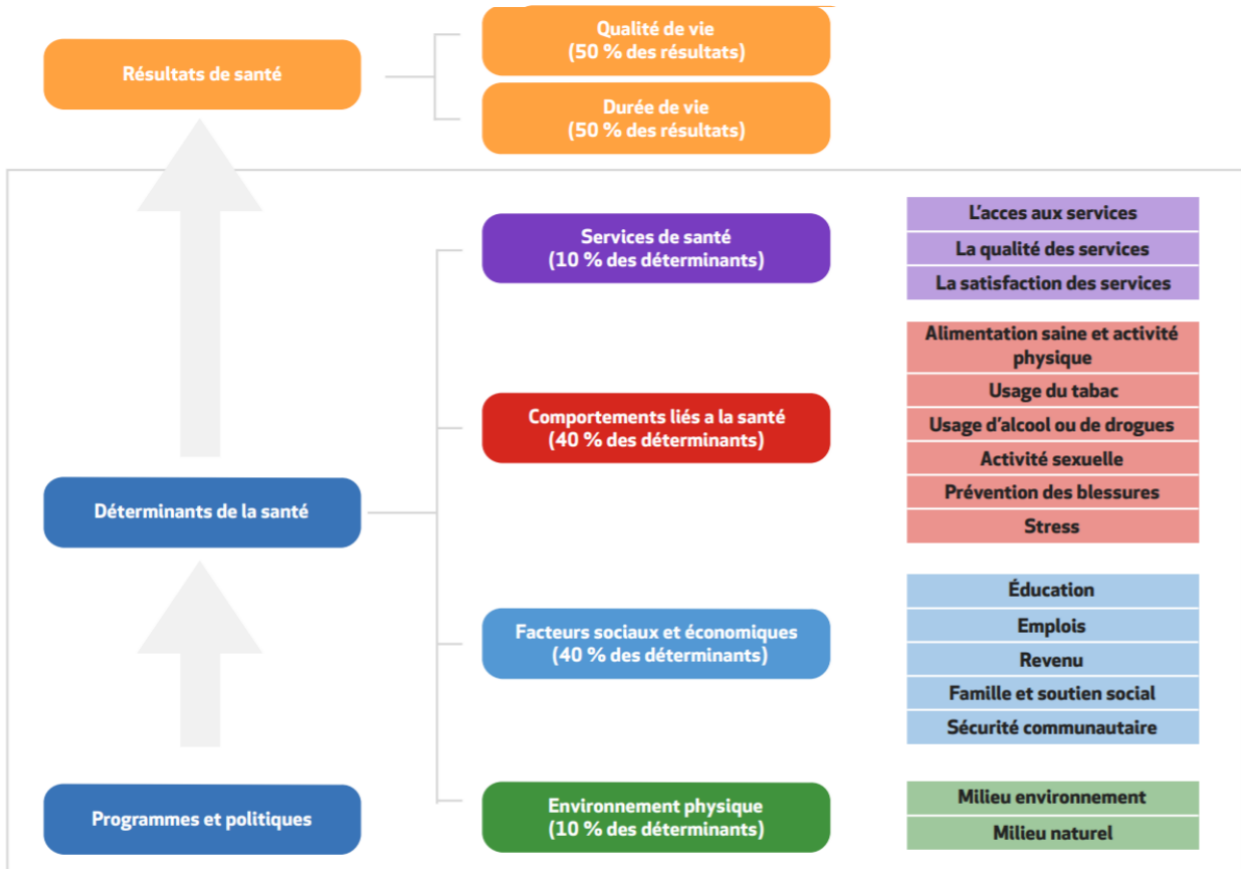 Résultats de santé
Qualité de vie
(50 % des résultats)
Durée de vie
(50 % des résultats)
Services de santé
(10 % des déterminants)
L'acces aux services
La qualité des services
La satisfaction des services
Comportements liés a la santé
(40 % des déterminants)
Alimentation saine et activité
physique
Usage du tabac
Usage d'alcool ou de drogues
Activité sexuelle
Prévention des blessures
Stress
Déterminants de la santé
Facteurs sociaux et économiques
(40 % des déterminants)
Éducation
Emplois
Revenu
Famille et soutien social
Sécurité communautaire
Programmes et politiques
Environnement physique
(10 % des déterminants)
Milieu environnement
Milieu naturel